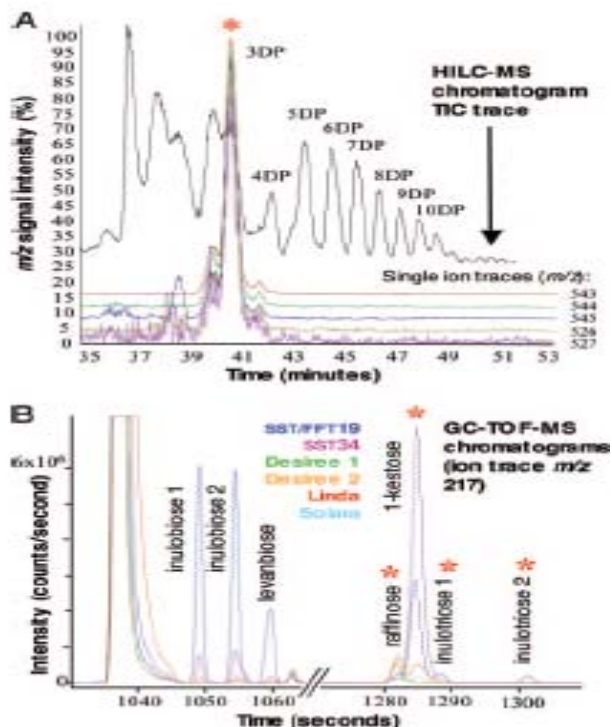 A
3DP
HILC-MS
chromatogram
TIC trace
5DP
6DP
7DP
4DP
8DP
9DP
10DP
m/z signal intensity (%)
100
95
90
85
80
75
70
65
60
55
50
45
40
35
30
25
20
15
10
5
0
Single ion traces (m/z):
543
544
545
526
527
35 37 39 41 43 45 47 49 51 53
Time (minutes)
B
SST/FFT19
SST34
Desiree 1
Desiree 2
Linda
Solara
GC-TOF-MS
chromatograms
(ion trace m/z
217)
6x10⁶
Intensity (counts/second)
inulobiose 1
inulobiose 2
levanbiose
raffinose
1-kestose
inulotriose 1
inulotriose 2
0
1040 1050 1060 1280 1290 1300
Time (seconds)